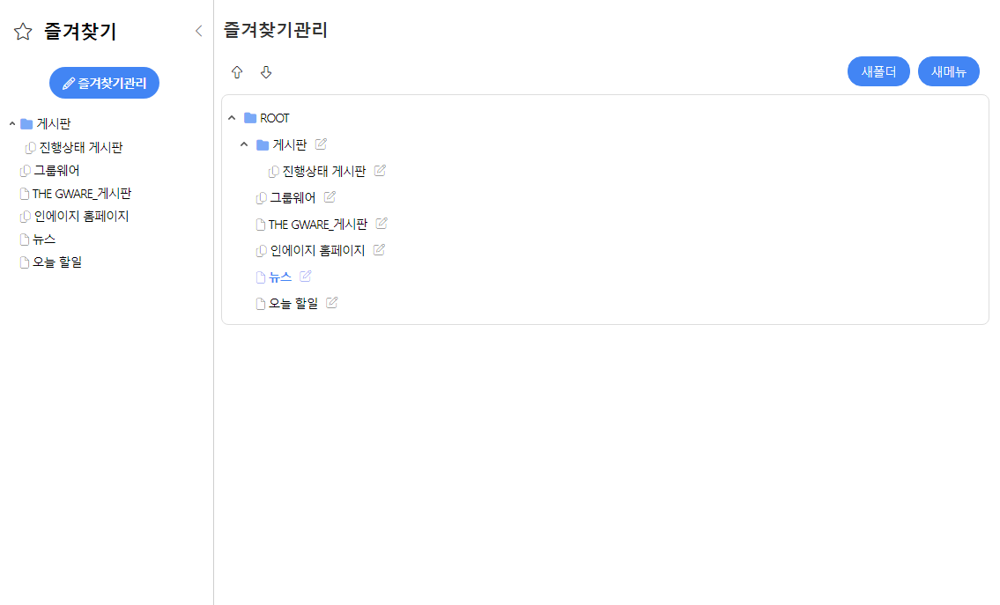 즐겨찾기
즐겨찾기관리
게시판
진행상태 게시판
그룹웨어
THE GWARE_게시판
인에이지 홈페이지
뉴스
오늘 할일
즐겨찾기관리
새폴더
새메뉴
ROOT
게시판
진행상태 게시판
그룹웨어
THE GWARE_게시판
인에이지 홈페이지
뉴스
오늘 할일